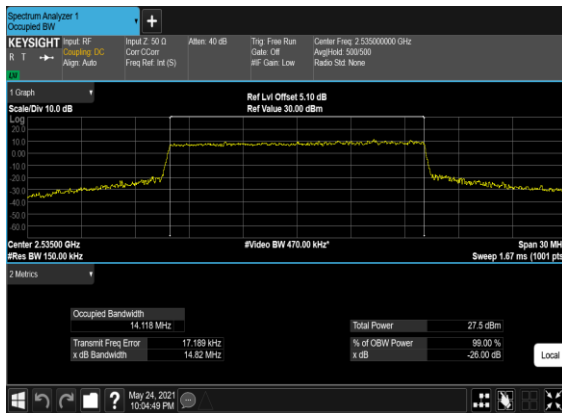 Spectrum Analyzer 1
Occupied BW
KEYSIGHT
R T
LXI
Input: RF
Coupling: DC
Align: Auto
Input Z: 50 Ω
Corr CCorr
Freq Ref: Int (S)
Atten: 40 dB
Trig: Free Run
Gate: Off
#IF Gain: Low
Center Freq: 2.535000000 GHz
Avg|Hold: 500/500
Radio Std: None
1 Graph
Scale/Div 10.0 dB
Ref Lvl Offset 5.10 dB
Ref Value 30.00 dBm
Log
20.0
10.0
0.00
-10.0
-20.0
-30.0
-40.0
-50.0
-60.0
Center 2.53500 GHz
#Res BW 150.00 kHz
#Video BW 470.00 kHz*
Span 30 MH
Sweep 1.67 ms (1001 pts
2 Metrics
Occupied Bandwidth
14.118 MHz
Transmit Freq Error 17.189 kHz
x dB Bandwidth 14.82 MHz
Total Power 27.5 dBm
% of OBW Power 99.00 %
x dB -26.00 dB
Local
?
May 24, 2021
10:04:49 PM